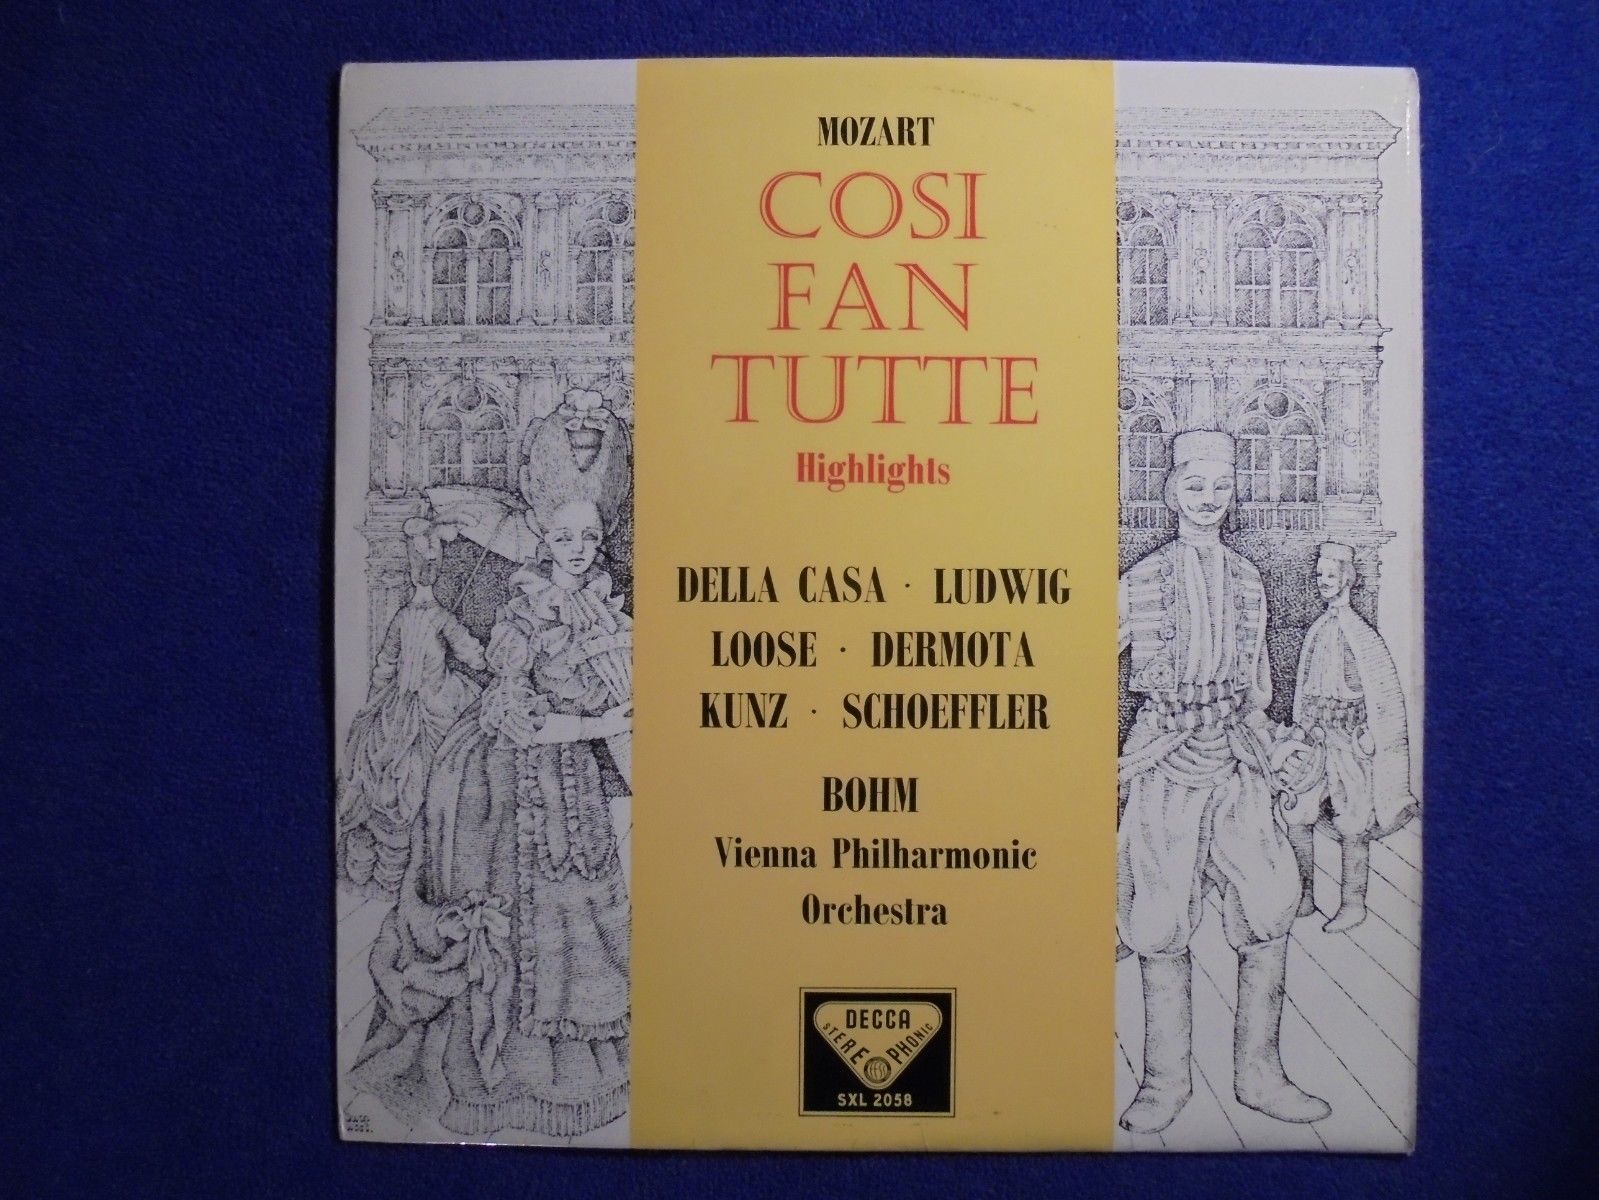 MOZART
COSI
FAN
TUTTE
Highlights
DELLA CASA · LUDWIG
LOOSE · DERMOTA
KUNZ · SCHOEFFLER
BOHM
Vienna Philharmonic
Orchestra
DECCA
STEREOPHONIC
SXL 2058